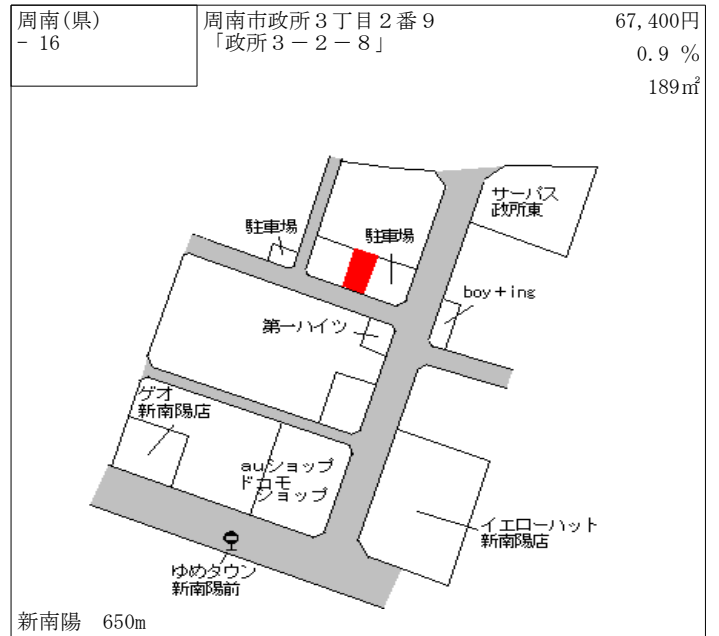 周南(県)
- 16
周南市政所３丁目２番９
「政所３－２－８」
67,400円
0.9 %
189㎡
サーパス
政所東
駐車場
駐車場
boy+ing
第一ハイツ
ゲオ
新南陽店
auショップ
ドコモ
ショップ
イエローハット
新南陽店
ゆめタウン
新南陽前
新南陽　650m